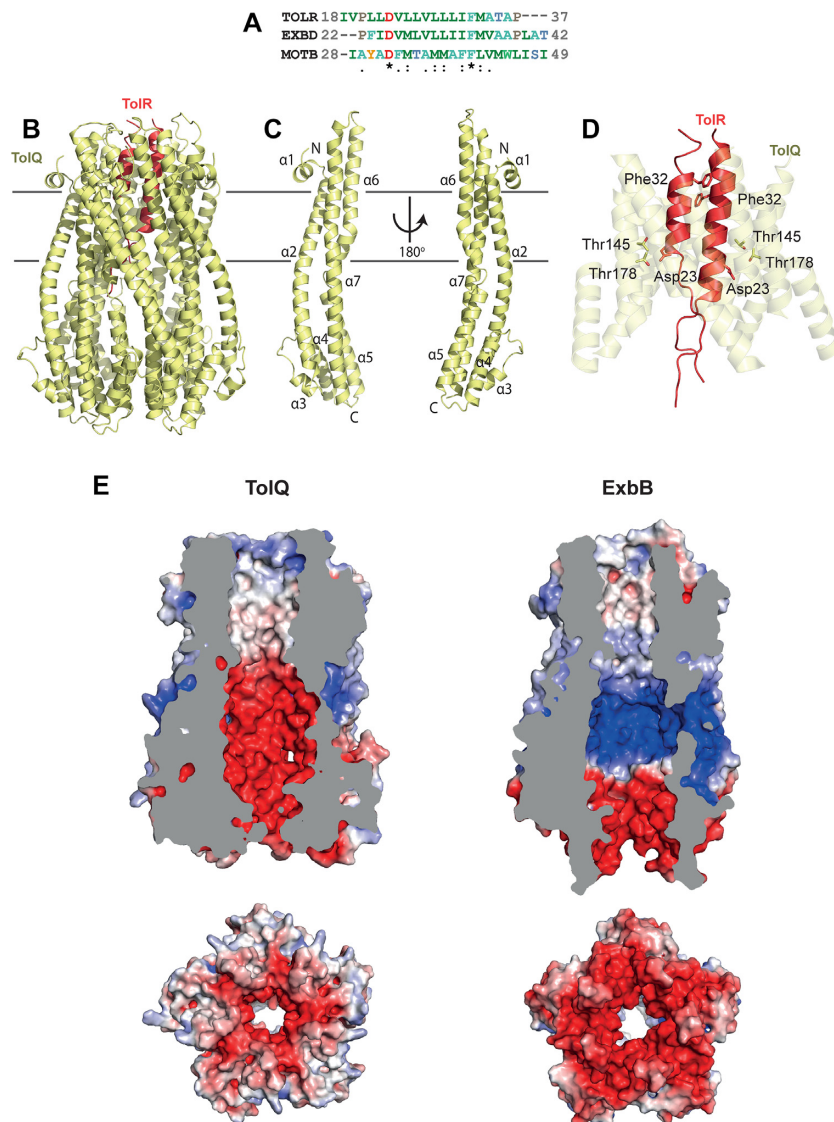 A
TOLR 18IVPLLDVLLVLLLIIFMATAP--- 37
EXBD 22--PFIDVMLVLLIIFMVAAPLAT 42
MOTB 28-IAYADFMTAMMAFFLVMWLISI 49
. *.: .:: :*:.
B TolR C D TolR
TolQ N N TolQ
α1 α1
α6 α6 Phe32
Phe32
180º
α2 α2 Thr145 Thr145
Thr178 Thr178
α7 α7 Asp23 Asp23
α4 α5 α5 α4
α3 α3
C C
E TolQ ExbB